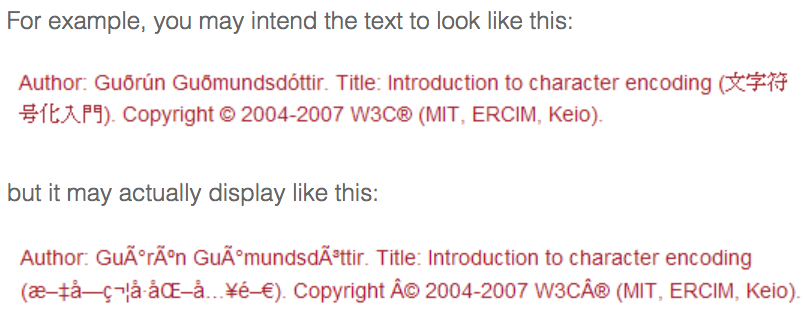 For example, you may intend the text to look like this:
Author: Guðrún Guðmundsdóttir. Title: Introduction to character encoding (文字符
号化入門). Copyright © 2004-2007 W3C® (MIT, ERCIM, Keio).
but it may actually display like this:
Author: GuÃ°rÃºn GuÃ°mundsdÃ³ttir. Title: Introduction to character encoding
(æ–‡å—ç¬¦å·åŒ–å…¥é–€). Copyright Â© 2004-2007 W3CÂ® (MIT, ERCIM, Keio).